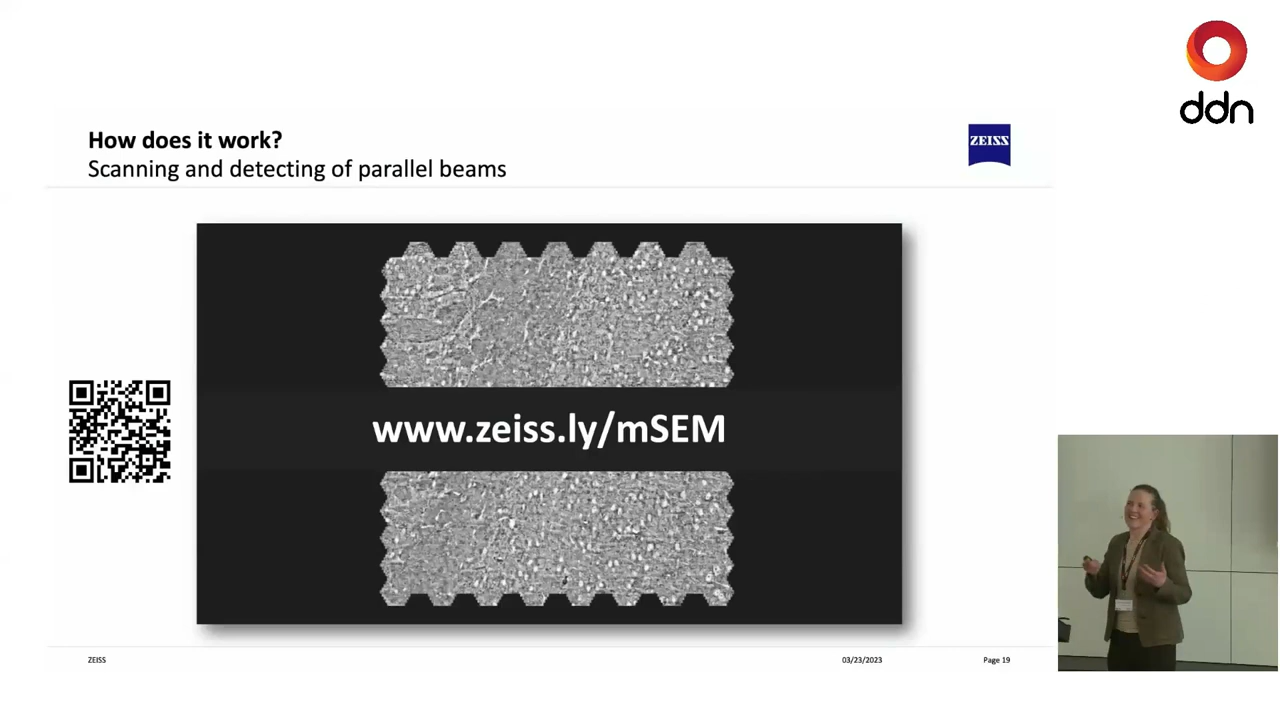 ddn
How does it work?
ZEISS
Scanning and detecting of parallel beams
www.zeiss.ly/mSEM
ZEISS
03/23/2023
Page 19